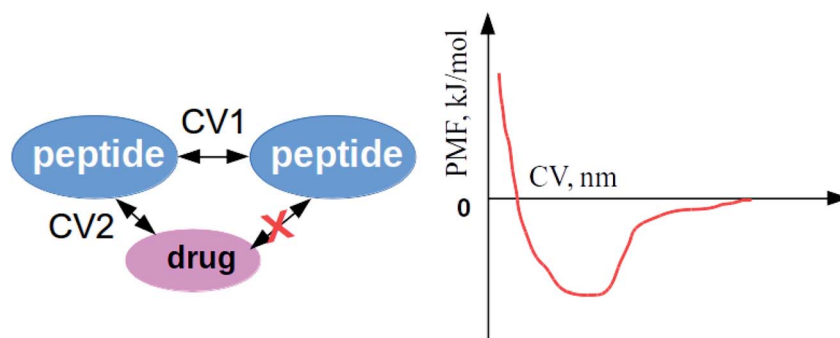 CV1
peptide
peptide
CV2
drug
PMF, kJ/mol
CV, nm
0